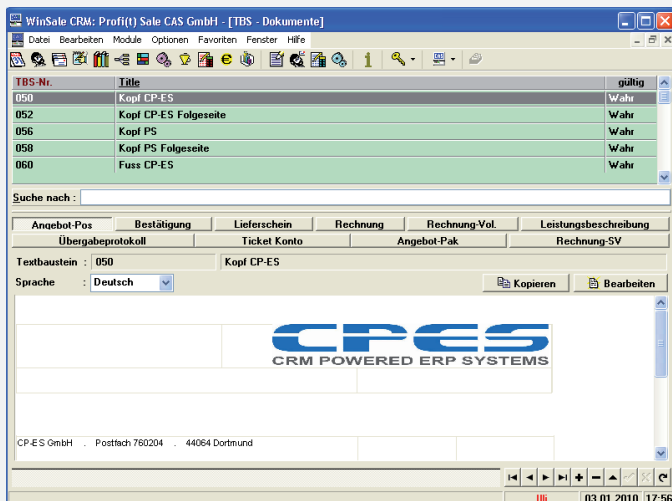 WinSale CRM: Profi(t) Sale CAS GmbH - [TBS - Dokumente]
Datei Bearbeiten Module Optionen Favoriten Fenster Hilfe
TBS-Nr. Title gültig
050 Kopf CP-ES Wahr
052 Kopf CP-ES Folgeseite Wahr
056 Kopf PS Wahr
058 Kopf PS Folgeseite Wahr
060 Fuss CP-ES Wahr
Suche nach :
Angebot-Pos Bestätigung Lieferschein Rechnung Rechnung-Vol. Leistungsbeschreibung
Übergabeprotokoll Ticket Konto Angebot-Pak Rechnung-SV
Textbaustein : 050 Kopf CP-ES
Sprache : Deutsch Kopieren Bearbeiten
CPES
CRM POWERED ERP SYSTEMS
CP-ES GmbH . Postfach 760204 . 44064 Dortmund
Ulli 03.01.2010 17:56